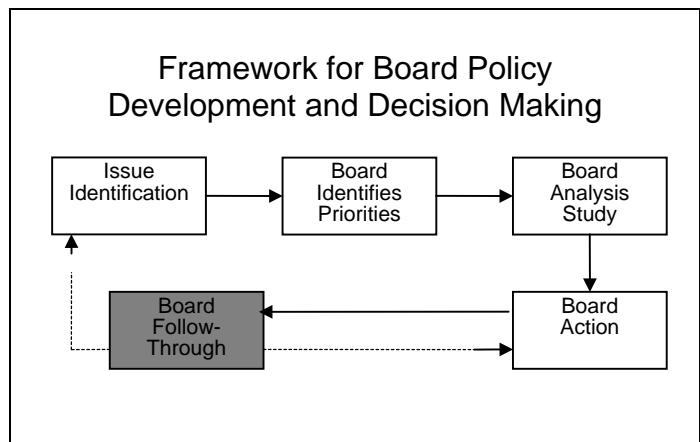 Framework for Board Policy
Development and Decision Making
Issue
Identification
Board
Identifies
Priorities
Board
Analysis
Study
Board
Follow-
Through
Board
Action